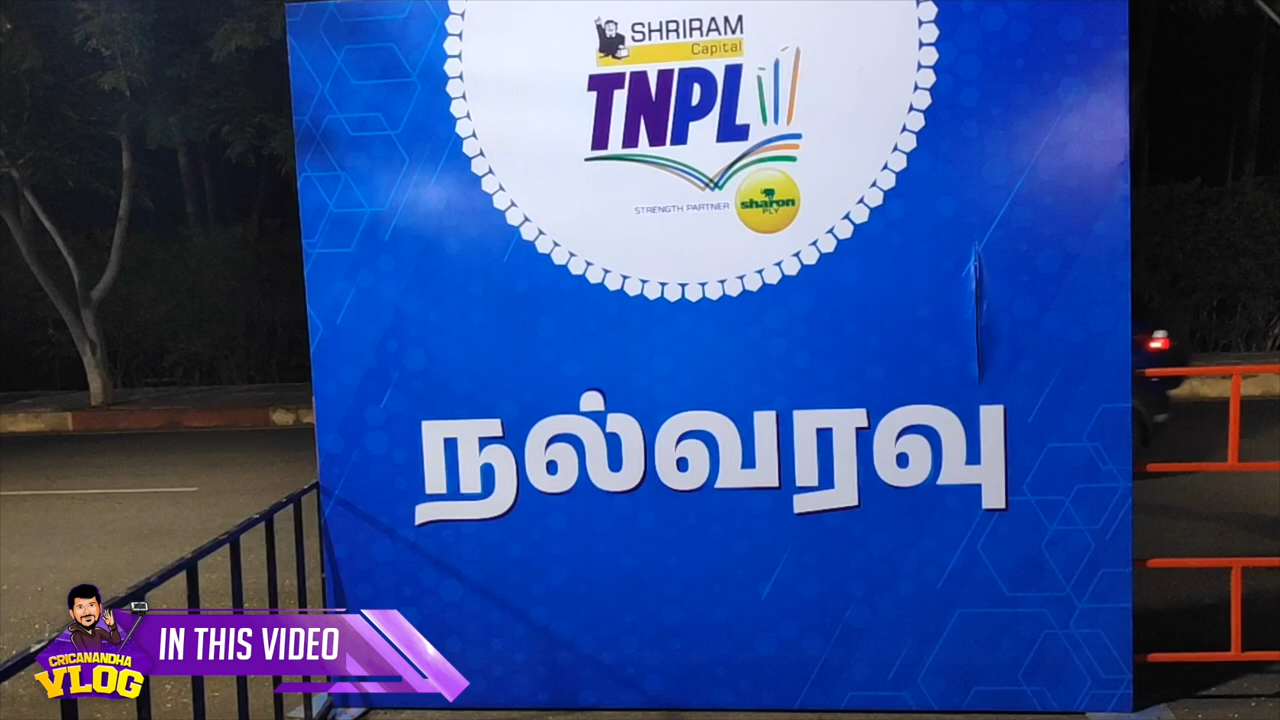 SHRIRAM
Capital
TNPL
STRENGTH PARTNER
sharon
PLY
நல்வரவு
IN THIS VIDEO
CRICANANDHA
VLOG